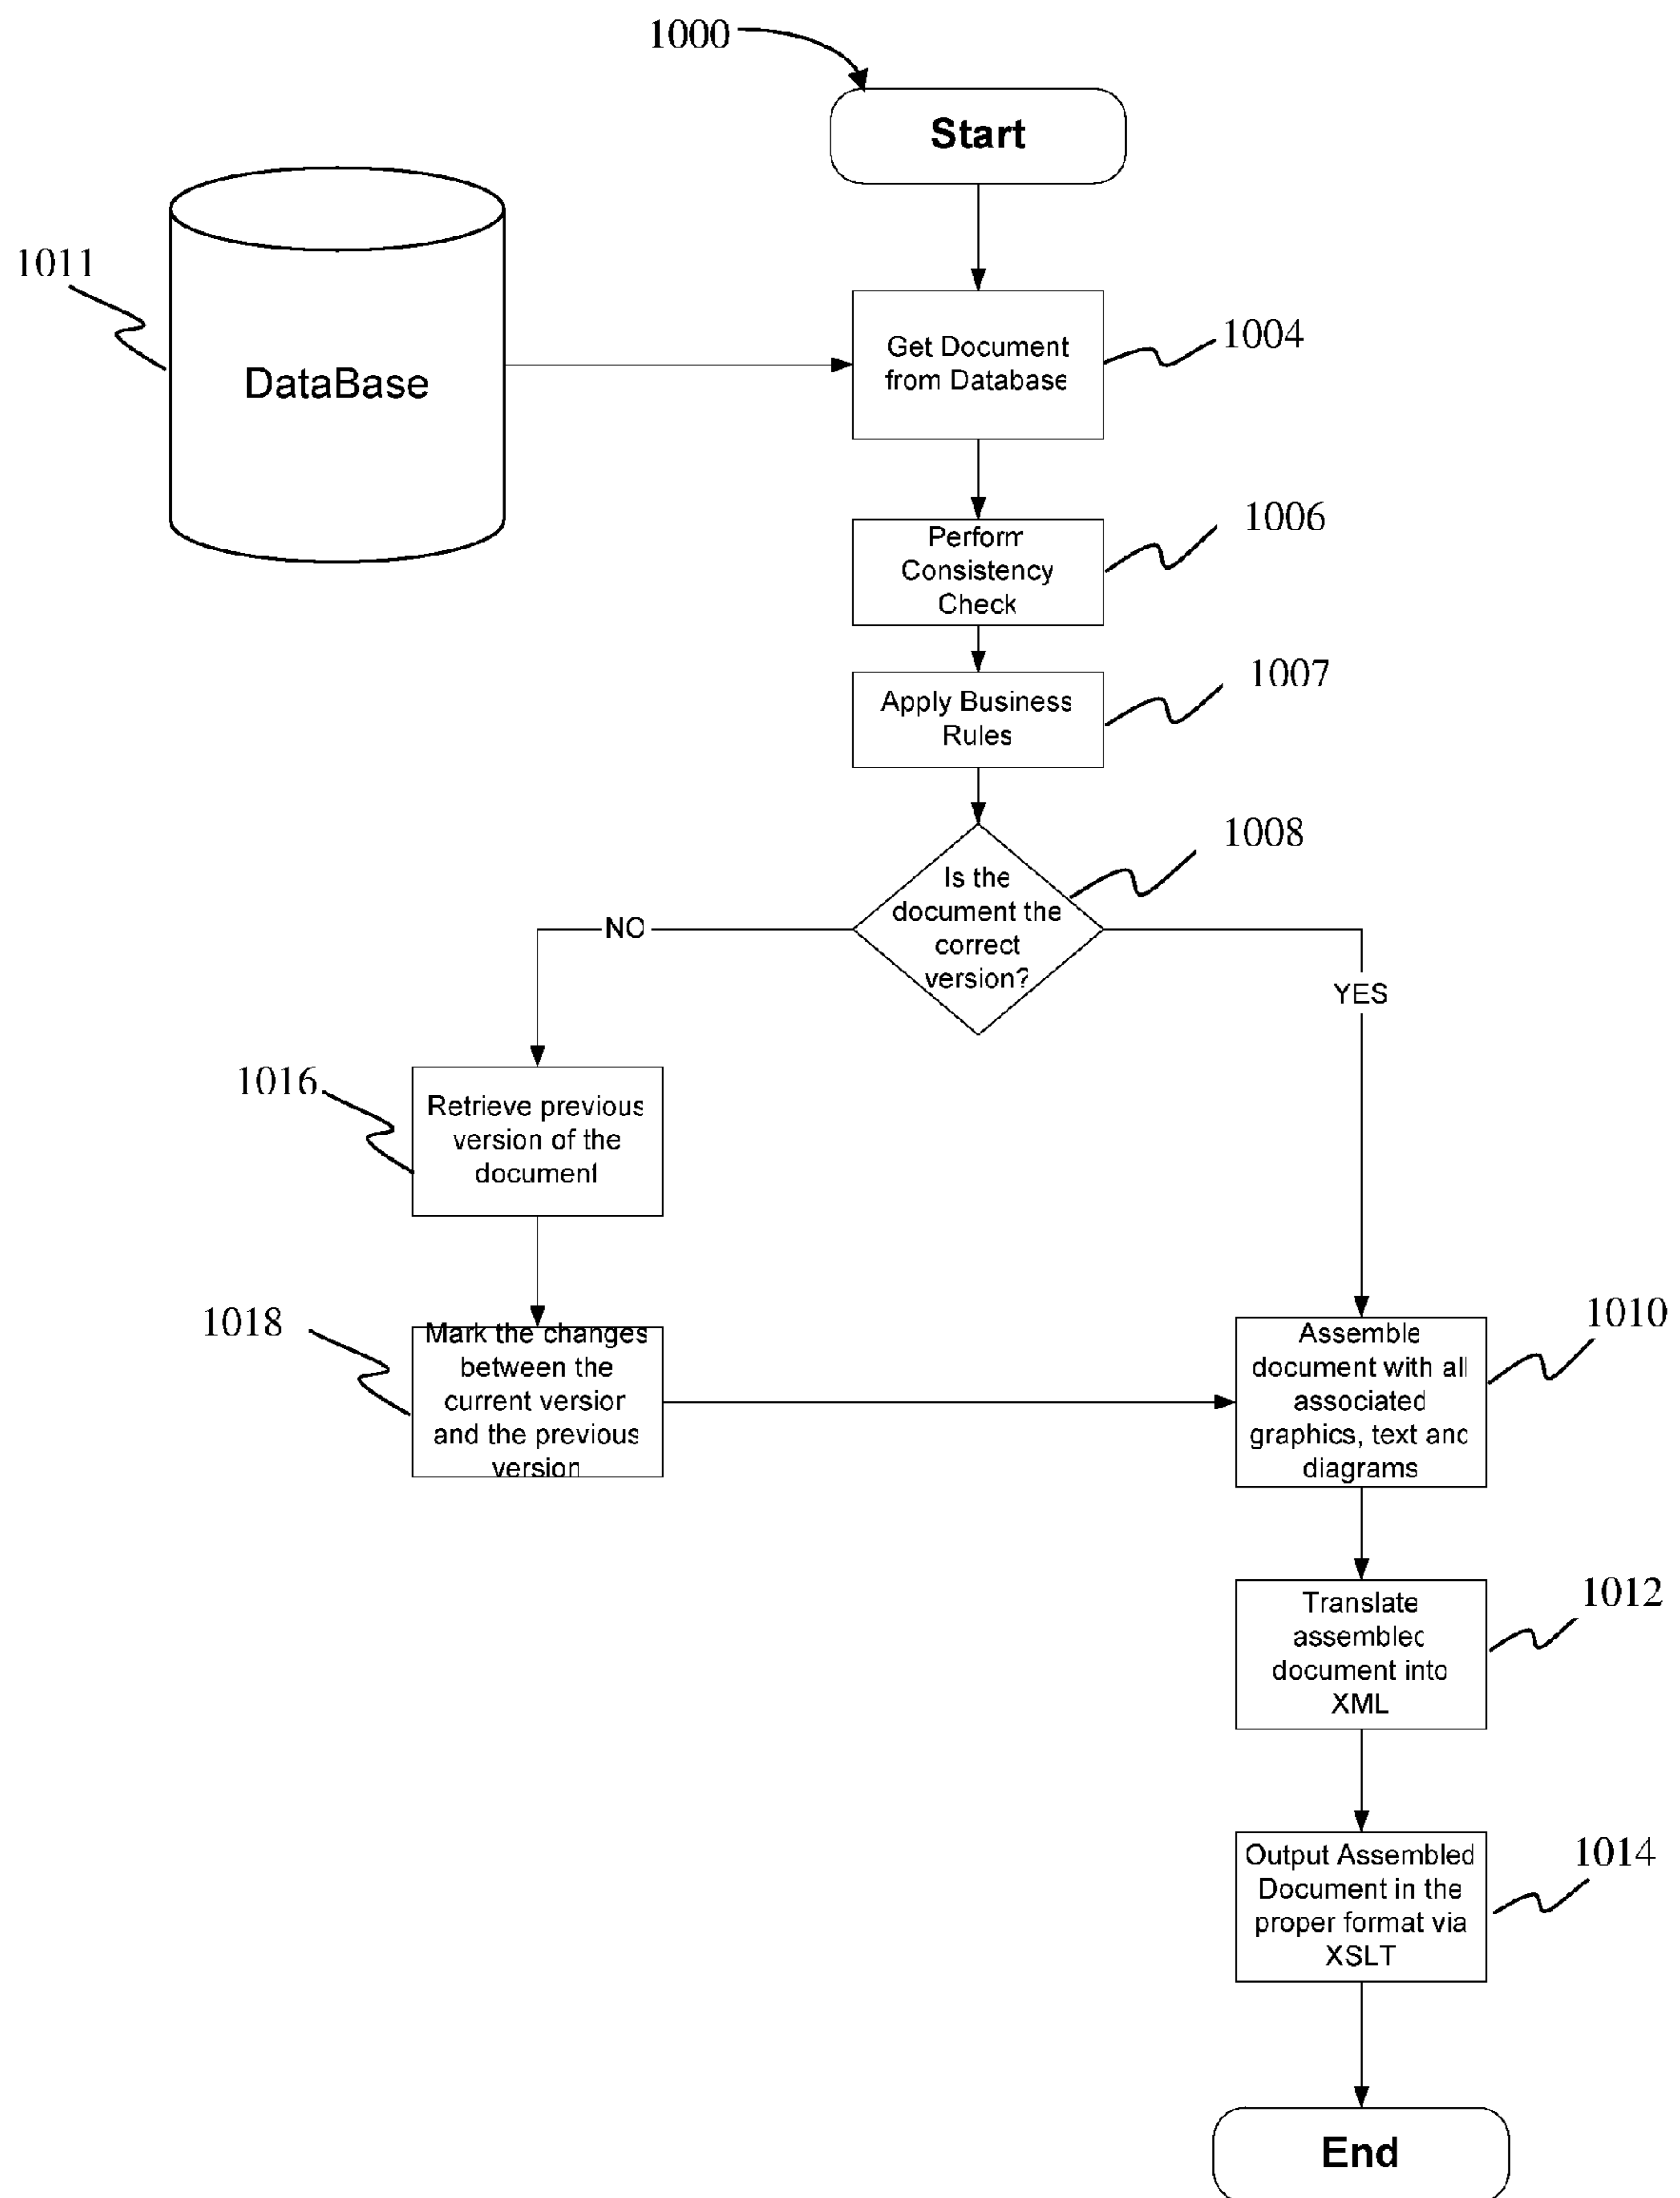 1000
Start
1011
DataBase
Get Document
from Database
1004
Perform
Consistency
Check
1006
Apply Business
Rules
1007
Is the
document the
correct
version?
1008
NO
YES
1016
Retrieve previous
version of the
document
1018
Mark the changes
between the
current version
and the previous
version
Assemble
document with all
associated
graphics, text and
diagrams
1010
Translate
assembled
document into
XML
1012
Output Assembled
Document in the
proper format via
XSLT
1014
End